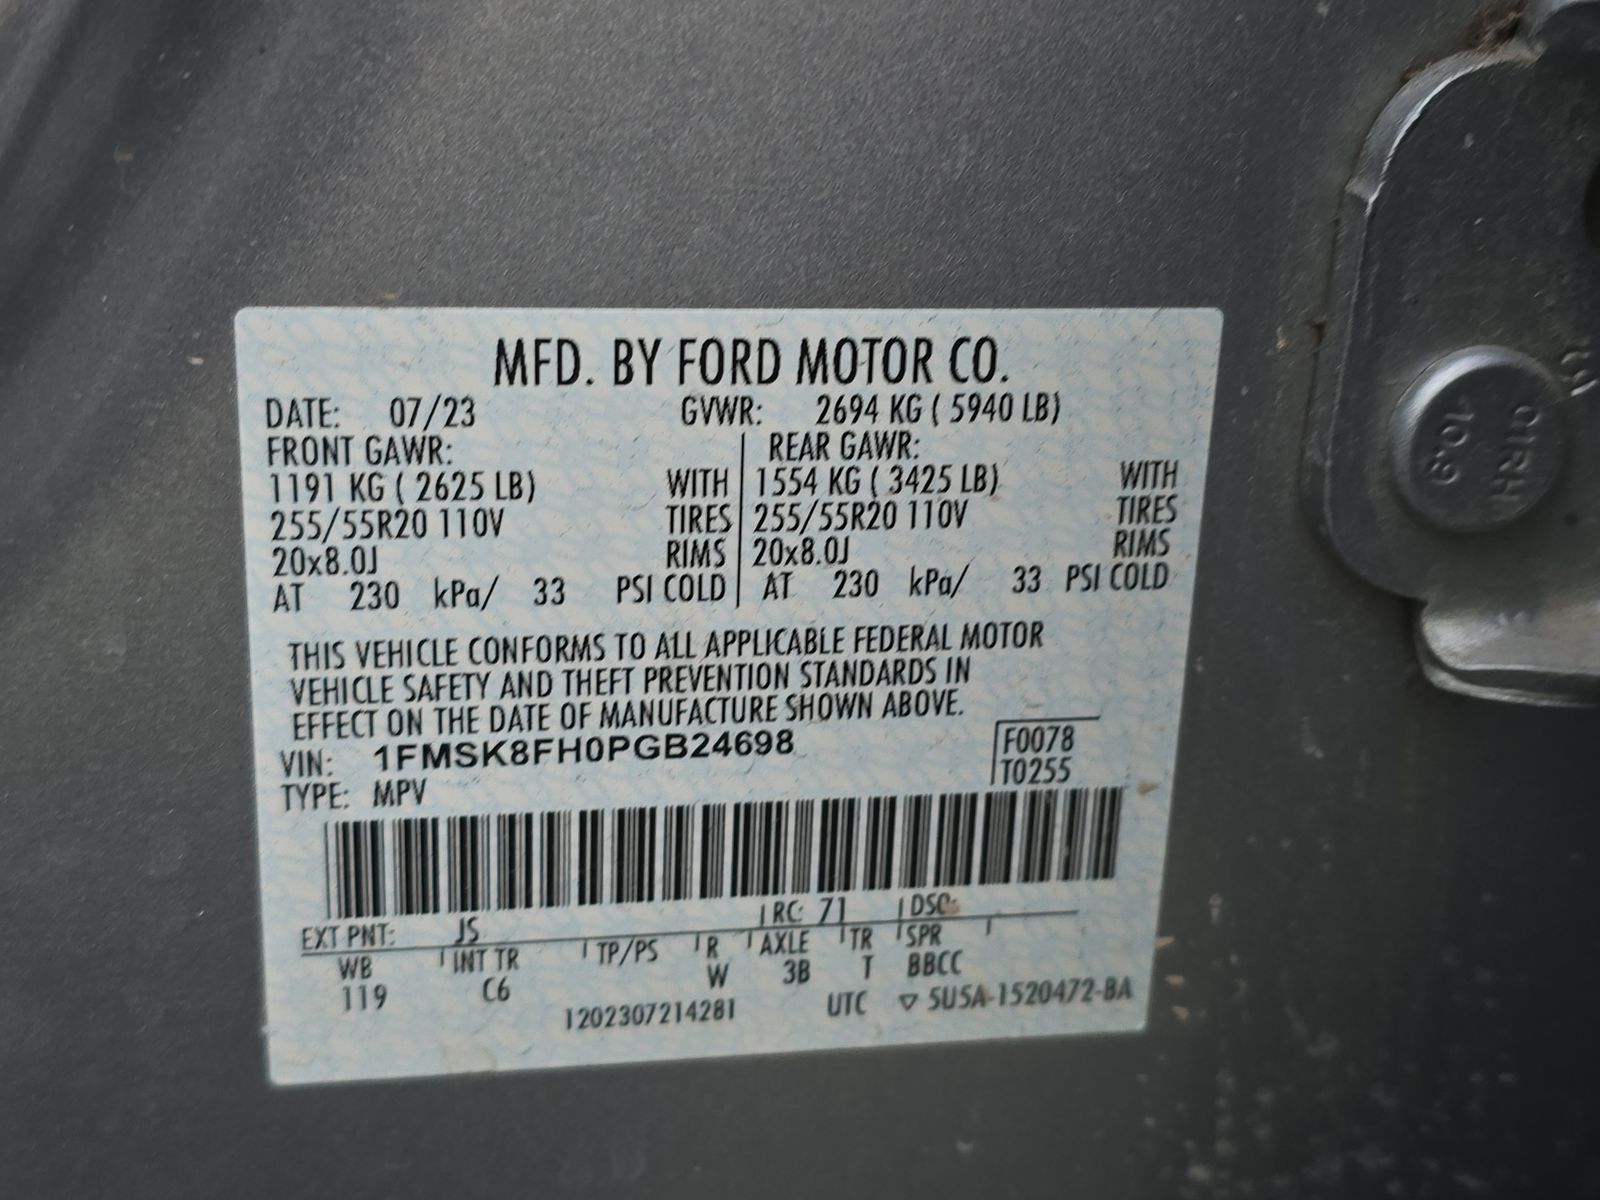 MFD. BY FORD MOTOR CO.
DATE: 07/23 GVWR: 2694 KG ( 5940 LB)
FRONT GAWR: REAR GAWR:
1191 KG ( 2625 LB) WITH 1554 KG ( 3425 LB) WITH
255/55R20 110V TIRES 255/55R20 110V TIRES
20x8.0J RIMS 20x8.0J RIMS
AT 230 kPa/ 33 PSI COLD AT 230 kPa/ 33 PSI COLD
THIS VEHICLE CONFORMS TO ALL APPLICABLE FEDERAL MOTOR
VEHICLE SAFETY AND THEFT PREVENTION STANDARDS IN
EFFECT ON THE DATE OF MANUFACTURE SHOWN ABOVE.
VIN: 1FMSK8FH0PGB24698 F0078
TYPE: MPV T0255
EXT PNT: JS RC: 71 DSO:
WB INT TR TP/PS R AXLE TR SPR
119 C6 W 3B T BBCC
1202307214281 UTC ▽ 5U5A-1520472-BA
10.9